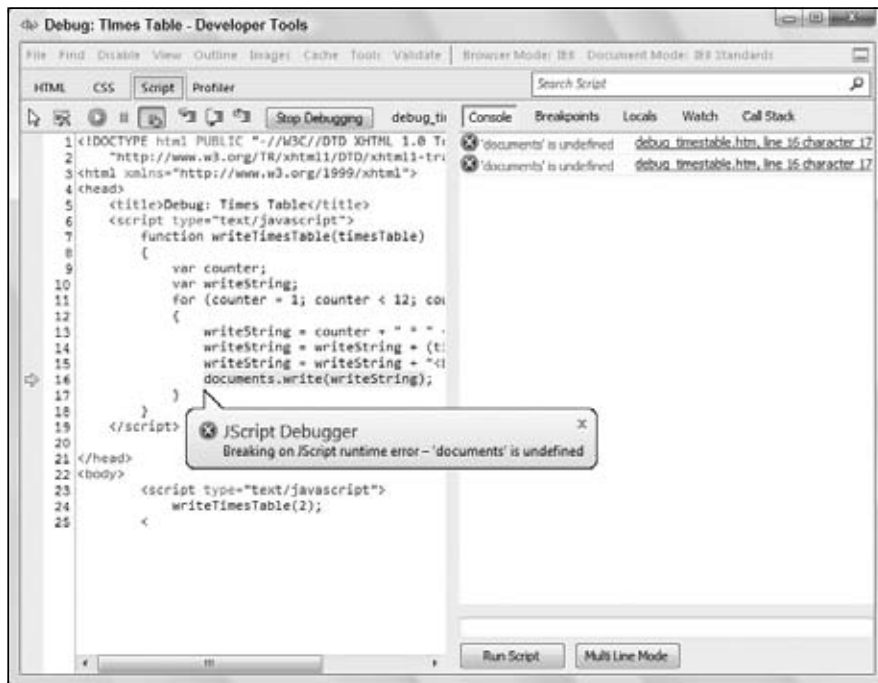 Debug: Times Table - Developer Tools
File Find Disable View Outline Images Cache Tools Validate Browser Mode: IE8 Document Mode: IE8 Standards
HTML CSS Script Profiler Search Script
Stop Debugging debug_ti
Console Breakpoints Locals Watch Call Stack
1 <!DOCTYPE html PUBLIC "-//W3C//DTD XHTML 1.0 Tr
2 "http://www.w3.org/TR/xhtml1/DTD/xhtml1-tra
3 <html xmlns="http://www.w3.org/1999/xhtml">
4 <head>
5 <title>Debug: Times Table</title>
6 <script type="text/javascript">
7 function writeTimesTable(timesTable)
8 {
9 var counter;
10 var writeString;
11 for (counter = 1; counter < 12; cou
12 {
13 writeString = counter + " * " +
14 writeString = writeString + (ti
15 writeString = writeString + "<b
16 documents.write(writeString);
17 }
18 }
19 </script>
20
21 </head>
22 <body>
23 <script type="text/javascript">
24 writeTimesTable(2);
25 <
JScript Debugger x
Breaking on JScript runtime error – 'documents' is undefined
'documents' is undefined debug_timestable.htm, line 16 character 17
'documents' is undefined debug_timestable.htm, line 16 character 17
Run Script Multi Line Mode